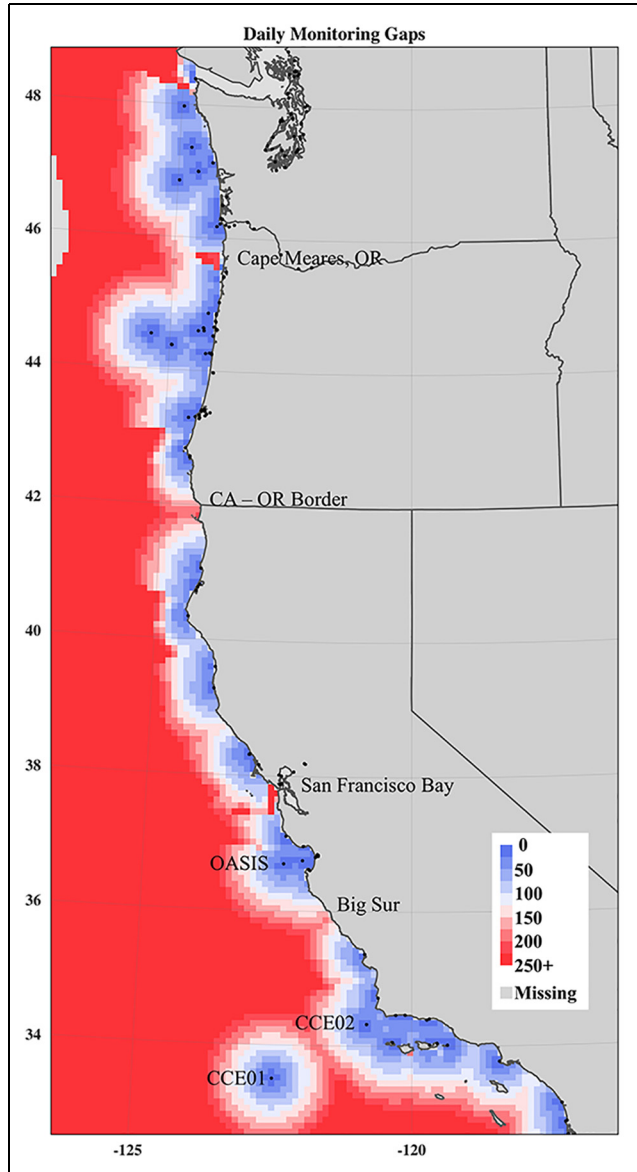 Daily Monitoring Gaps
48
46
Cape Meares, OR
44
CA – OR Border
42
40
38
San Francisco Bay
OASIS
36
Big Sur
0
50
100
150
200
250+
Missing
34
CCE02
CCE01
-125
-120